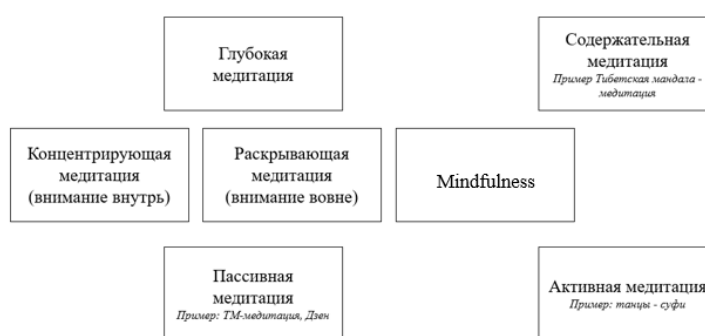 Глубокая
медитация
Содержательная
медитация
Пример Тибетская мандала -
медитация
Концентрирующая
медитация
(внимание внутрь)
Раскрывающая
медитация
(внимание вовне)
Mindfulness
Пассивная
медитация
Пример: ТМ-медитация, Дзен
Активная медитация
Пример: танцы - суфи